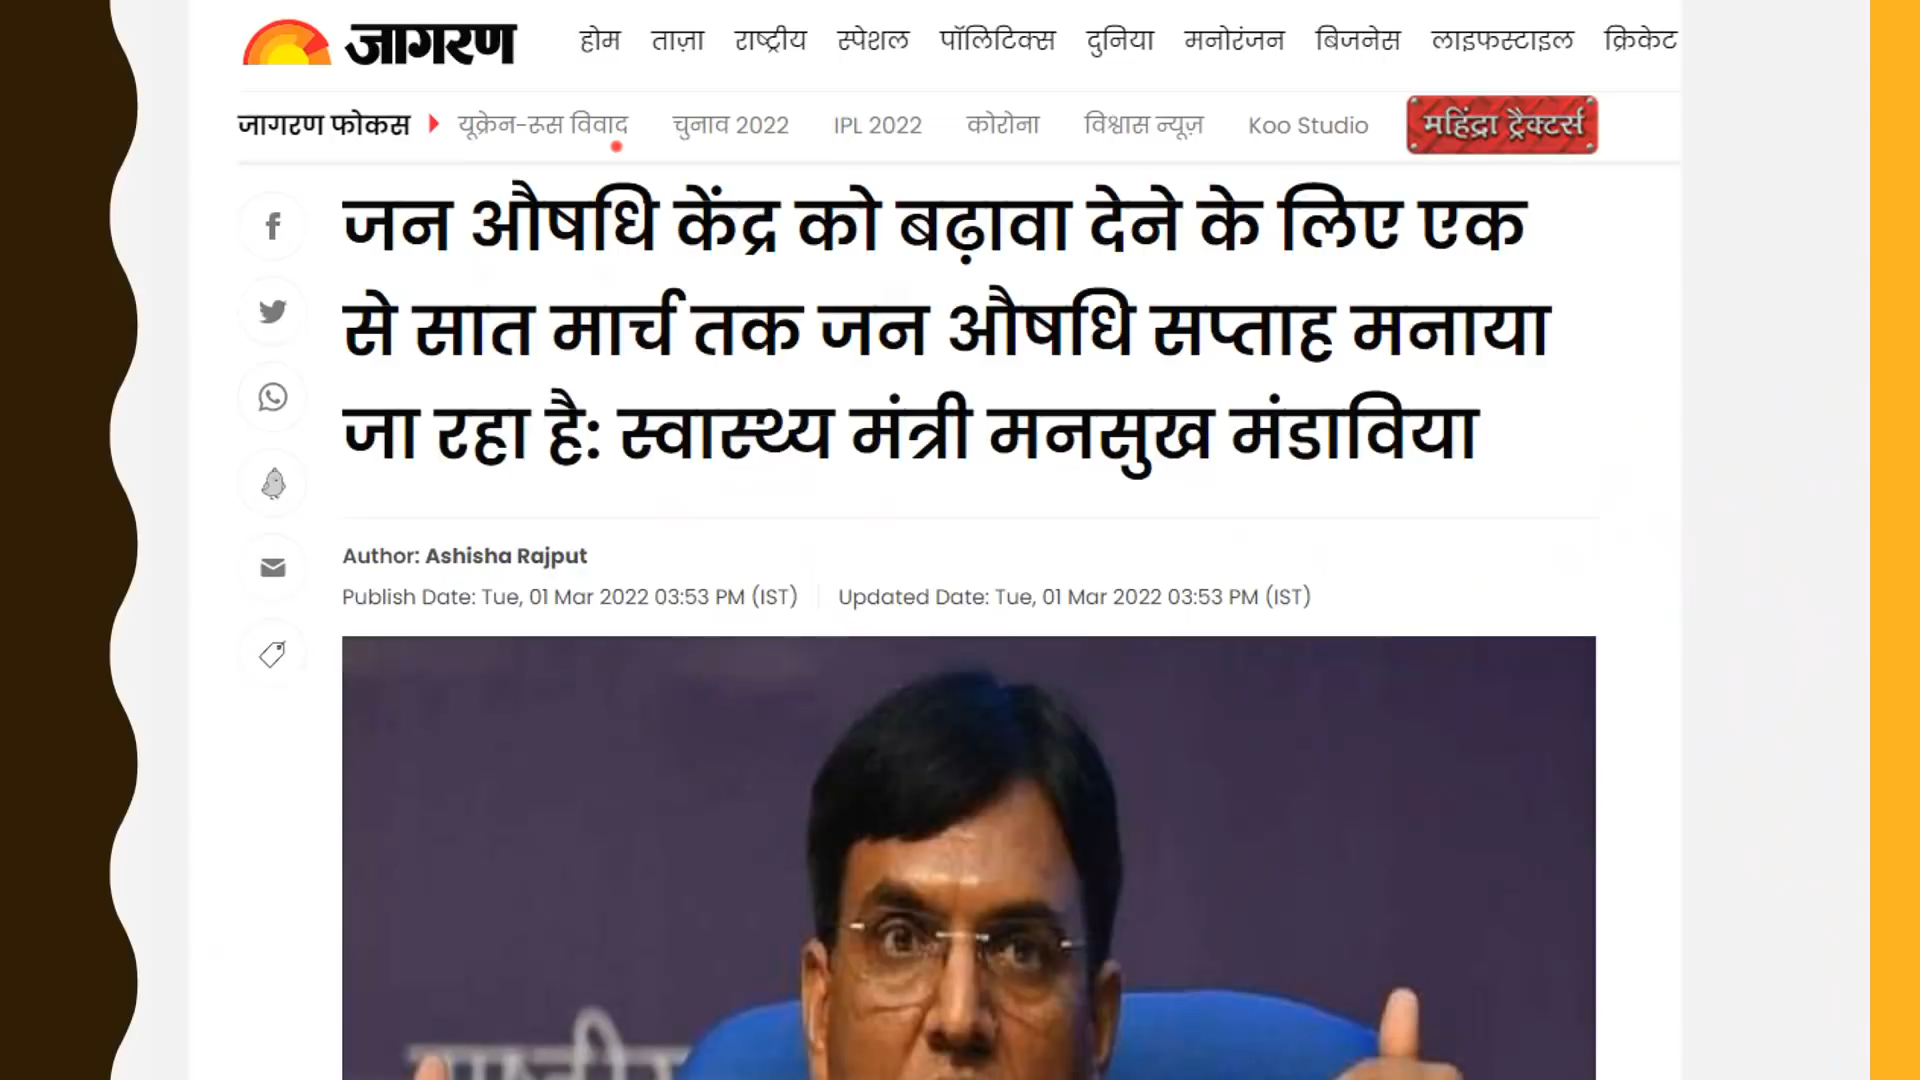 जागरण होम ताज़ा राष्ट्रीय स्पेशल पॉलिटिक्स दुनिया मनोरंजन बिजनेस लाइफस्टाइल क्रिकेट
जागरण फोकस यूक्रेन-रूस विवाद चुनाव 2022 IPL 2022 कोरोना विश्वास न्यूज़ Koo Studio महिंद्रा ट्रैक्टर्स
जन औषधि केंद्र को बढ़ावा देने के लिए एक
से सात मार्च तक जन औषधि सप्ताह मनाया
जा रहा है: स्वास्थ्य मंत्री मनसुख मंडाविया
Author: Ashisha Rajput
Publish Date: Tue, 01 Mar 2022 03:53 PM (IST) Updated Date: Tue, 01 Mar 2022 03:53 PM (IST)